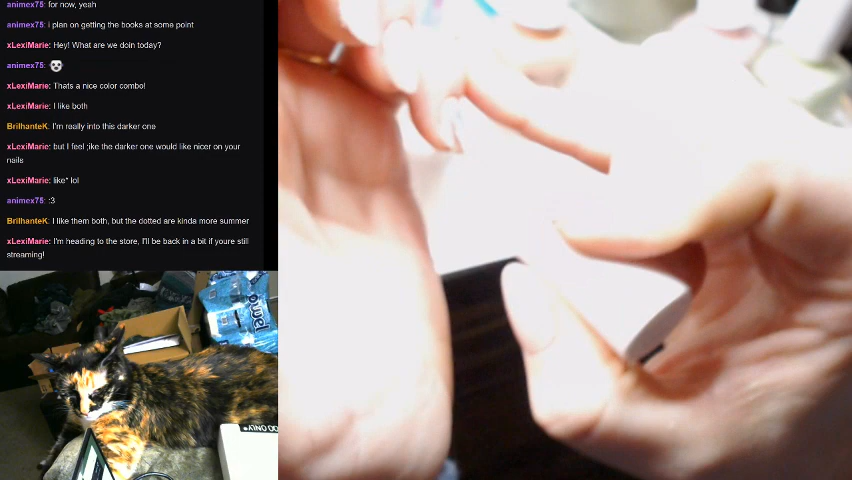 animex75: for now, yeah
animex75: i plan on getting the books at some point
xLexiMarie: Hey! What are we doin today?
animex75:
xLexiMarie: Thats a nice color combo!
xLexiMarie: I like both
BrilhanteK: I'm really into this darker one
xLexiMarie: but I feel ;ike the darker one would like nicer on your
nails
xLexiMarie: like* lol
animex75: :3
BrilhanteK: I like them both, but the dotted are kinda more summer
xLexiMarie: I'm heading to the store, I'll be back in a bit if youre still
streaming!